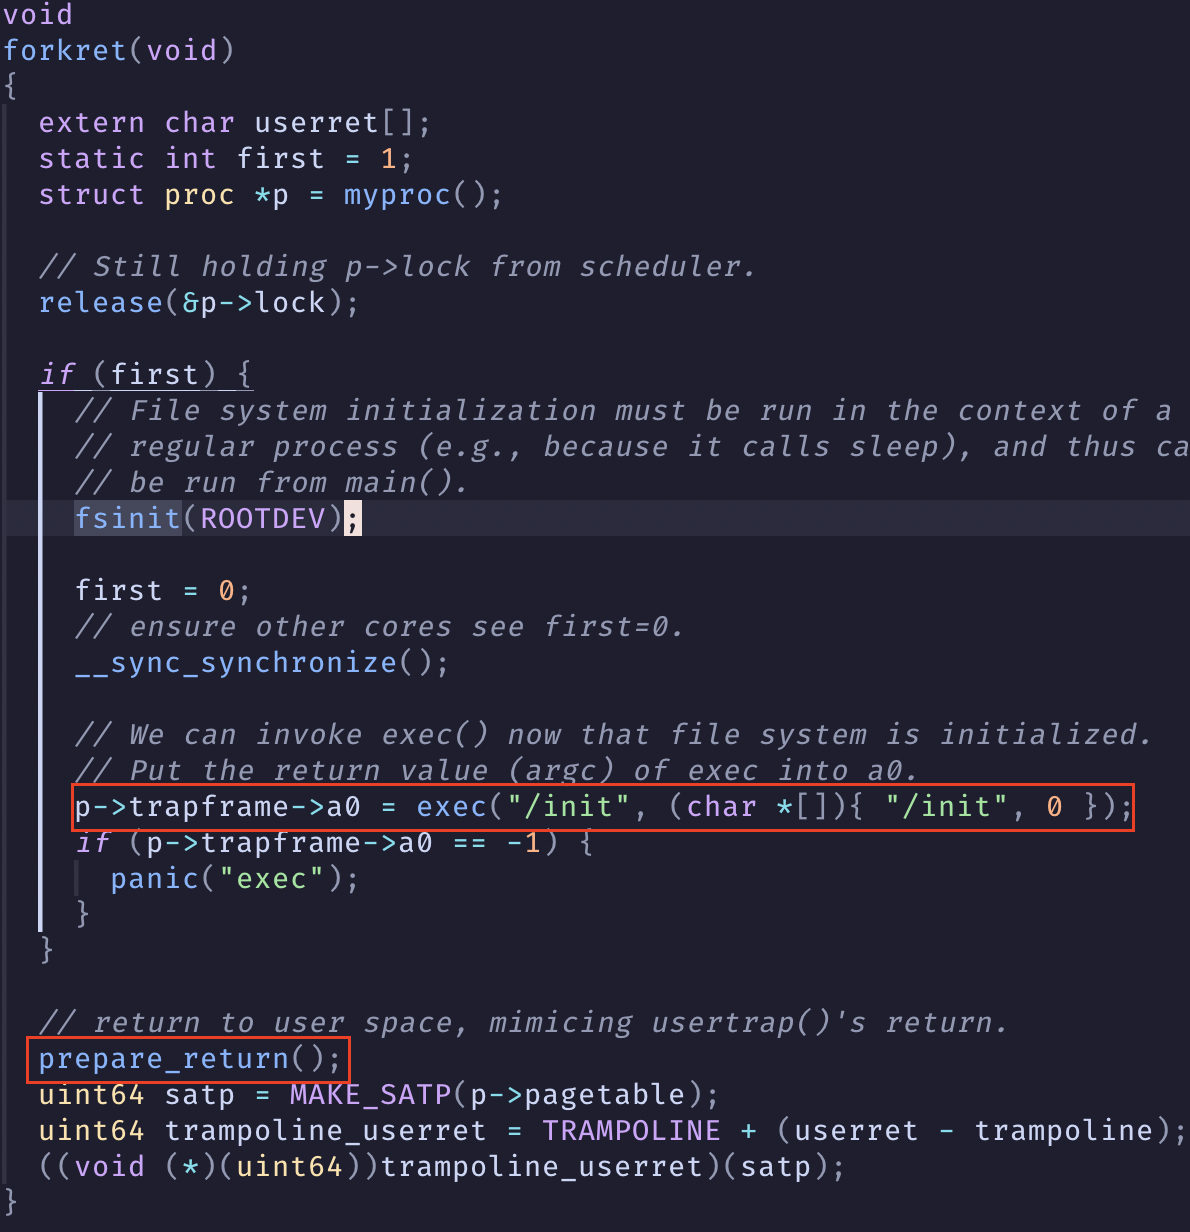 void
forkret(void)
{
  extern char userret[];
  static int first = 1;
  struct proc *p = myproc();
  // Still holding p->lock from scheduler.
  release(&p->lock);
  if (first) {
    // File system initialization must be run in the context of a
    // regular process (e.g., because it calls sleep), and thus ca
    // be run from main().
    fsinit(ROOTDEV);
    first = 0;
    // ensure other cores see first=0.
    __sync_synchronize();
    // We can invoke exec() now that file system is initialized.
    // Put the return value (argc) of exec into a0.
    p->trapframe->a0 = exec("/init", (char *[]){ "/init", 0 });
    if (p->trapframe->a0 == -1) {
      panic("exec");
    }
  }
  // return to user space, mimicing usertrap()'s return.
  prepare_return();
  uint64 satp = MAKE_SATP(p->pagetable);
  uint64 trampoline_userret = TRAMPOLINE + (userret - trampoline);
  ((void (*)(uint64))trampoline_userret)(satp);
}